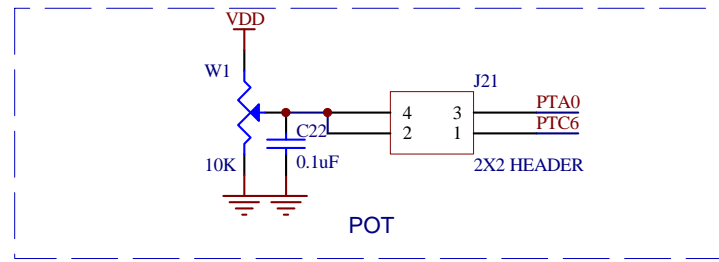 VDD
W1
J21
4 3 PTA0
C22 2 1 PTC6
10K 0.1uF 2X2 HEADER
POT